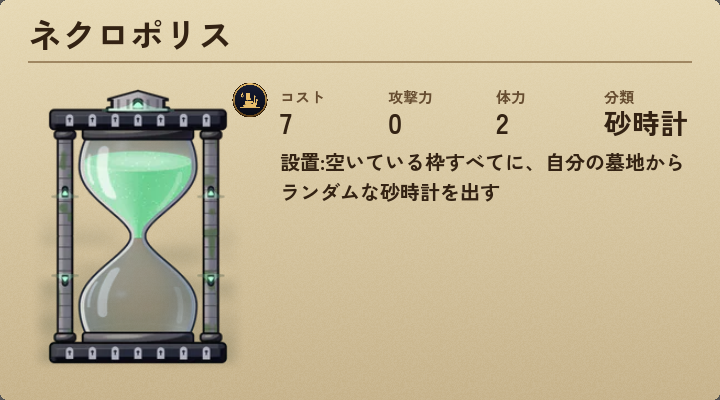 ネクロポリス
コスト 攻撃力 体力 分類
7 0 2 砂時計
設置:空いている枠すべてに、自分の墓地から
ランダムな砂時計を出す